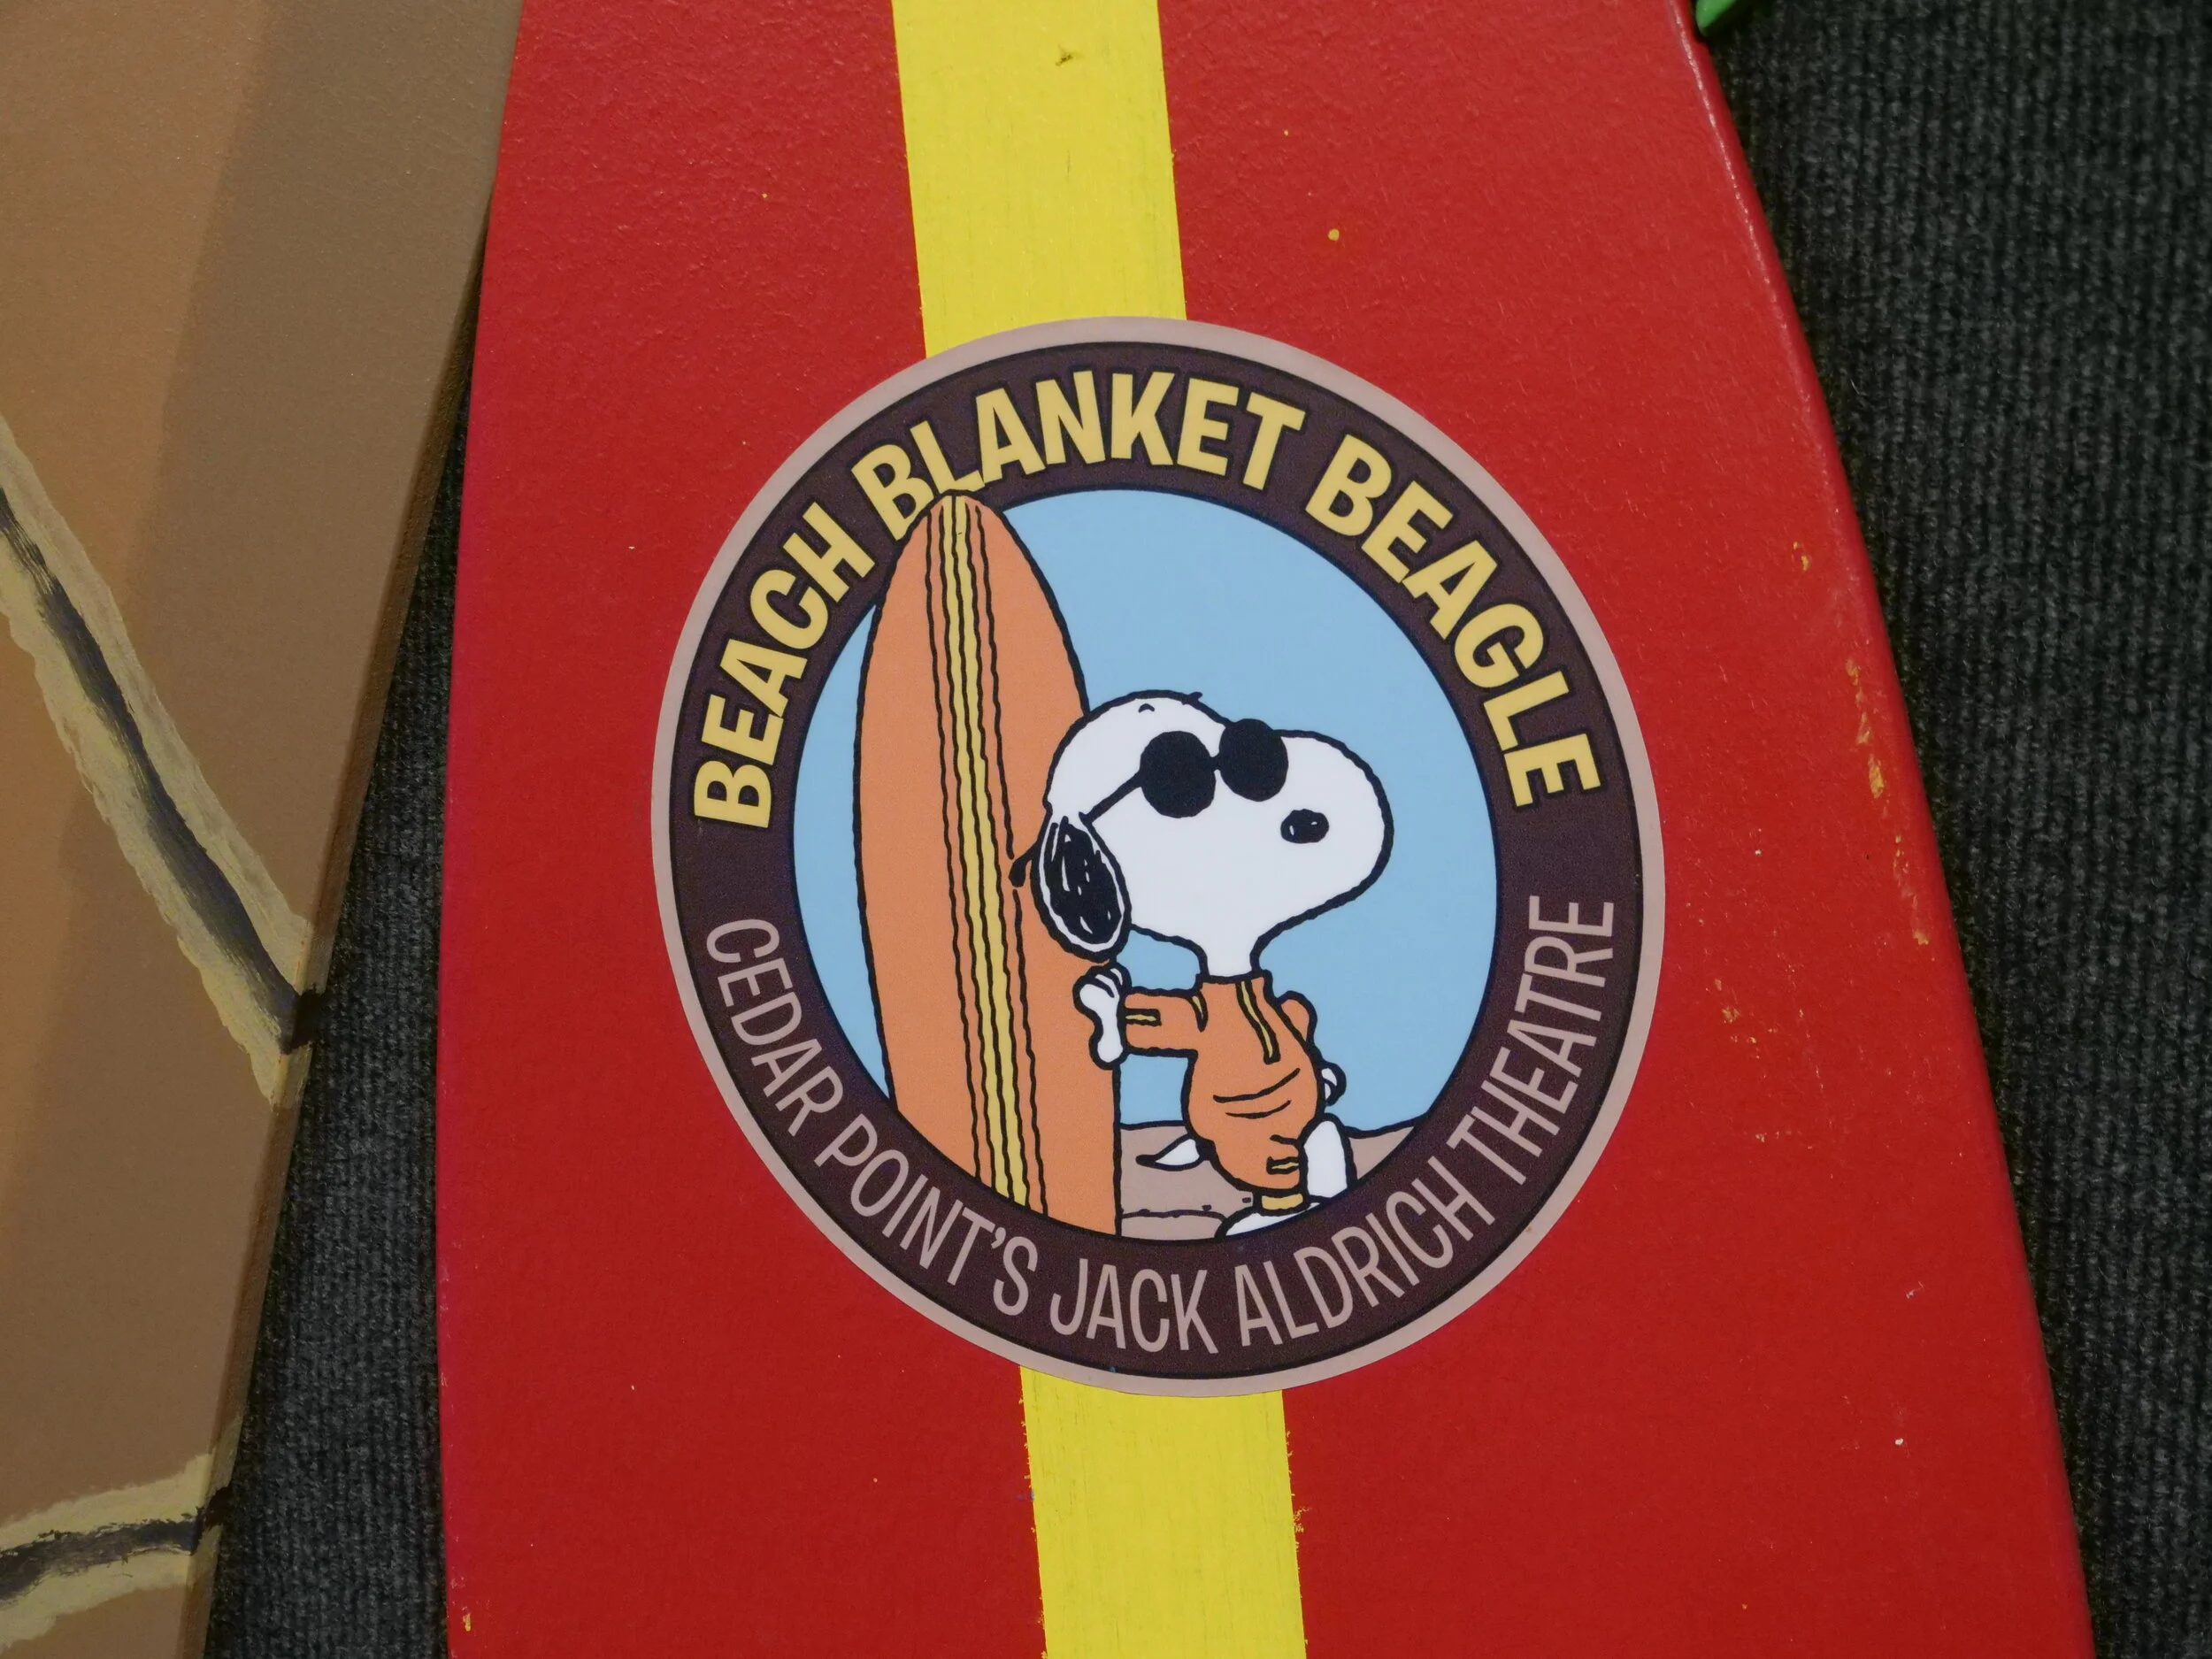 BEACH BLANKET BEAGLE
CEDAR POINT'S JACK ALDRICH THEATRE